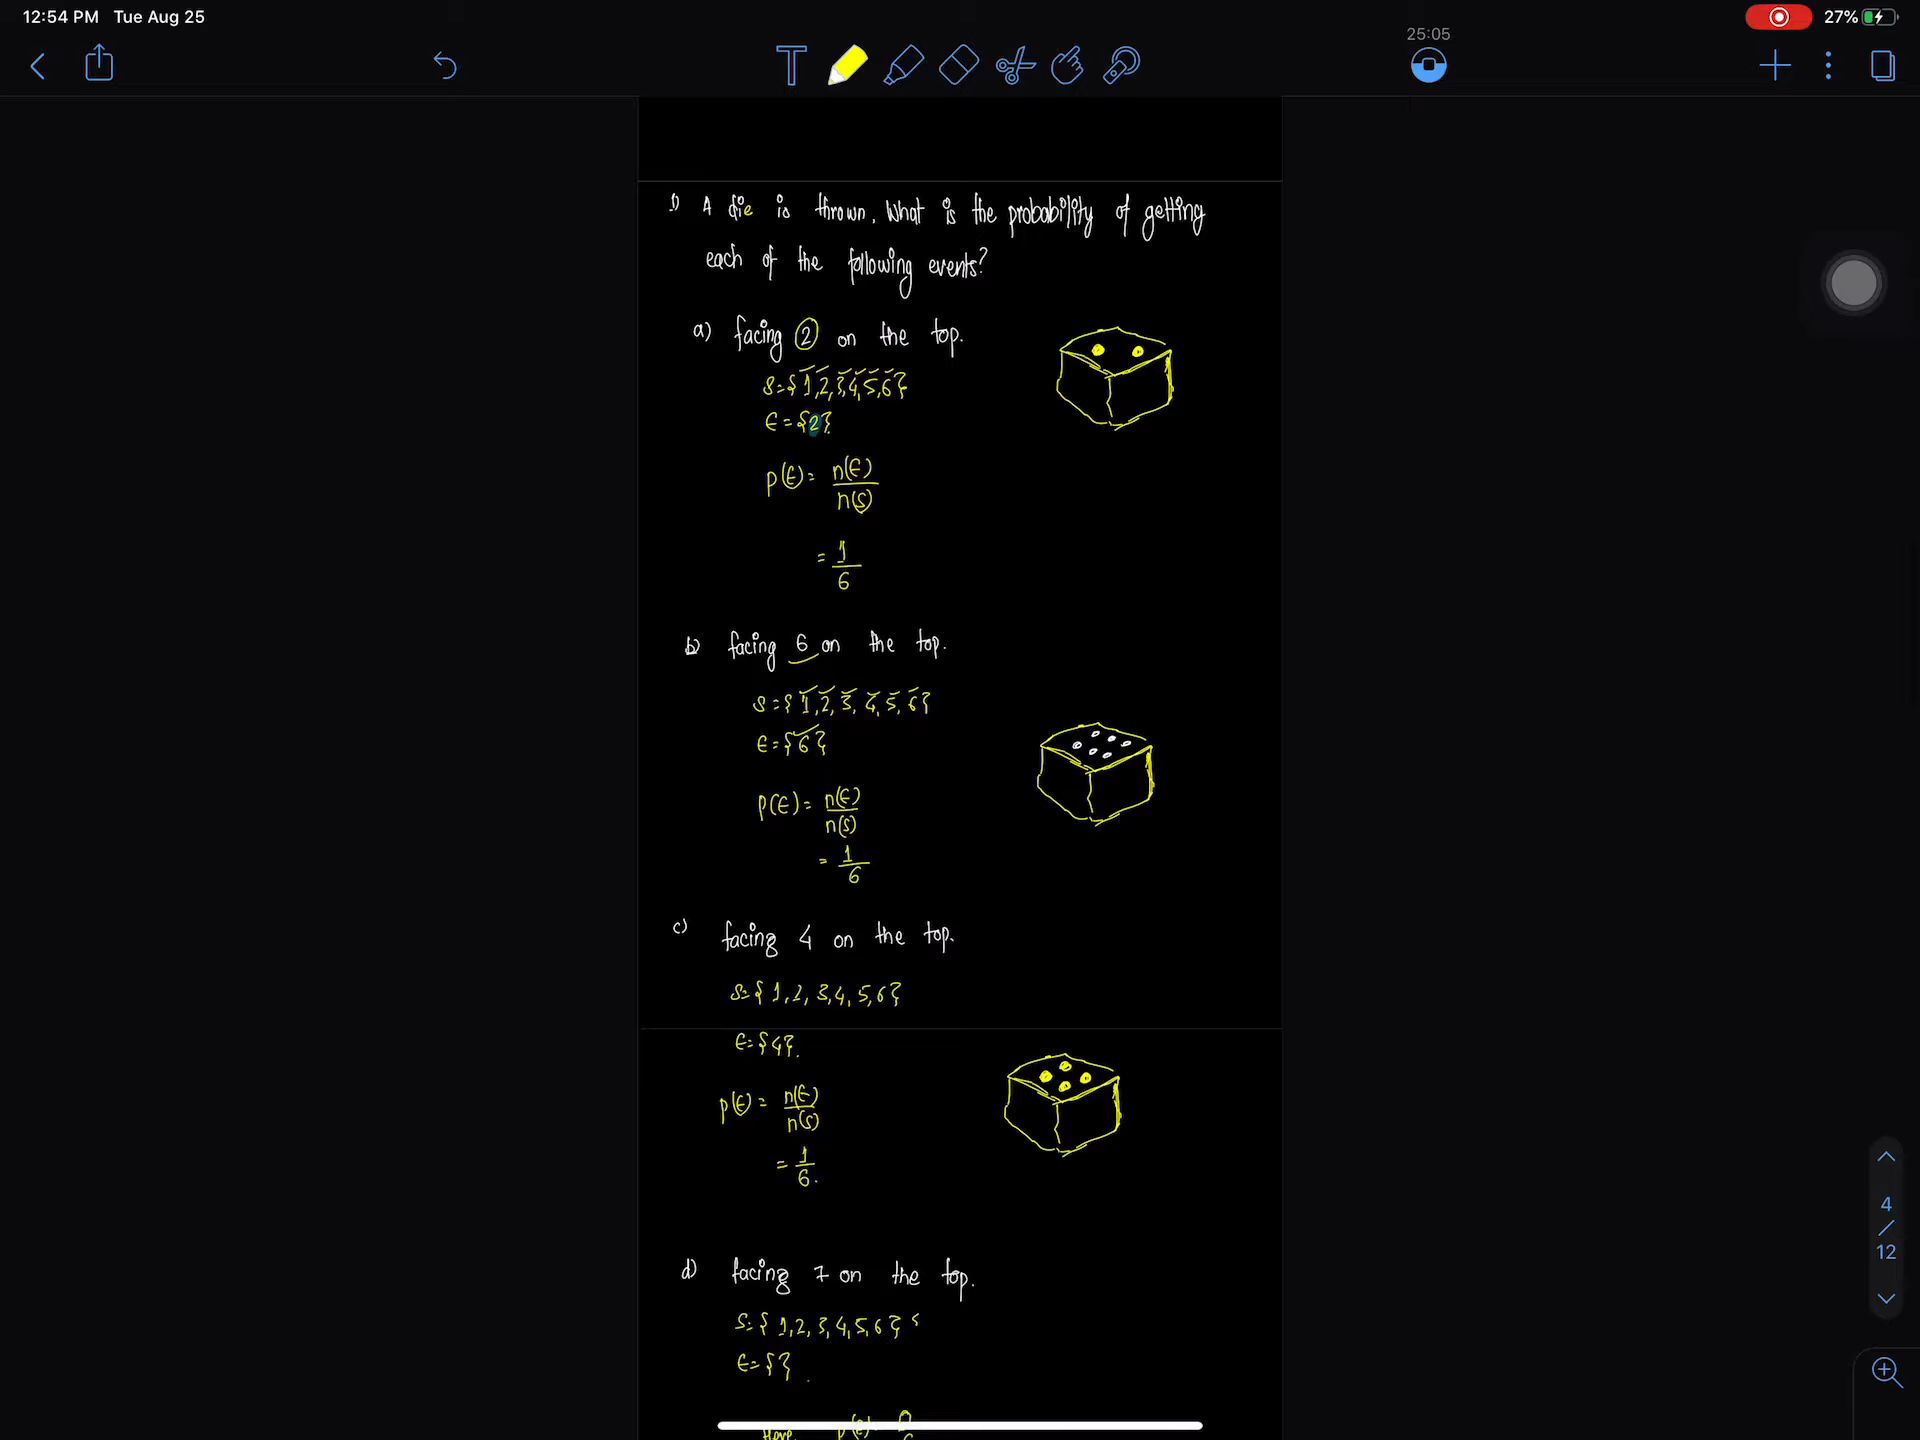 12:54 PM Tue Aug 25
27%
25:05
1) A die is thrown. What is the probability of getting
each of the following events?
a) facing 2 on the top.
S={1,2,3,4,5,6}
E={2}
P(E)= n(E)/n(S)
= 1/6
b) facing 6 on the top.
S={1,2,3,4,5,6}
E={6}
P(E)= n(E)/n(S)
= 1/6
c) facing 4 on the top.
S={1,2,3,4,5,6}
E={4}.
P(E)= n(E)/n(S)
= 1/6.
d) facing 7 on the top.
S={1,2,3,4,5,6}
E={}.
Here, P(E)
4
/
12